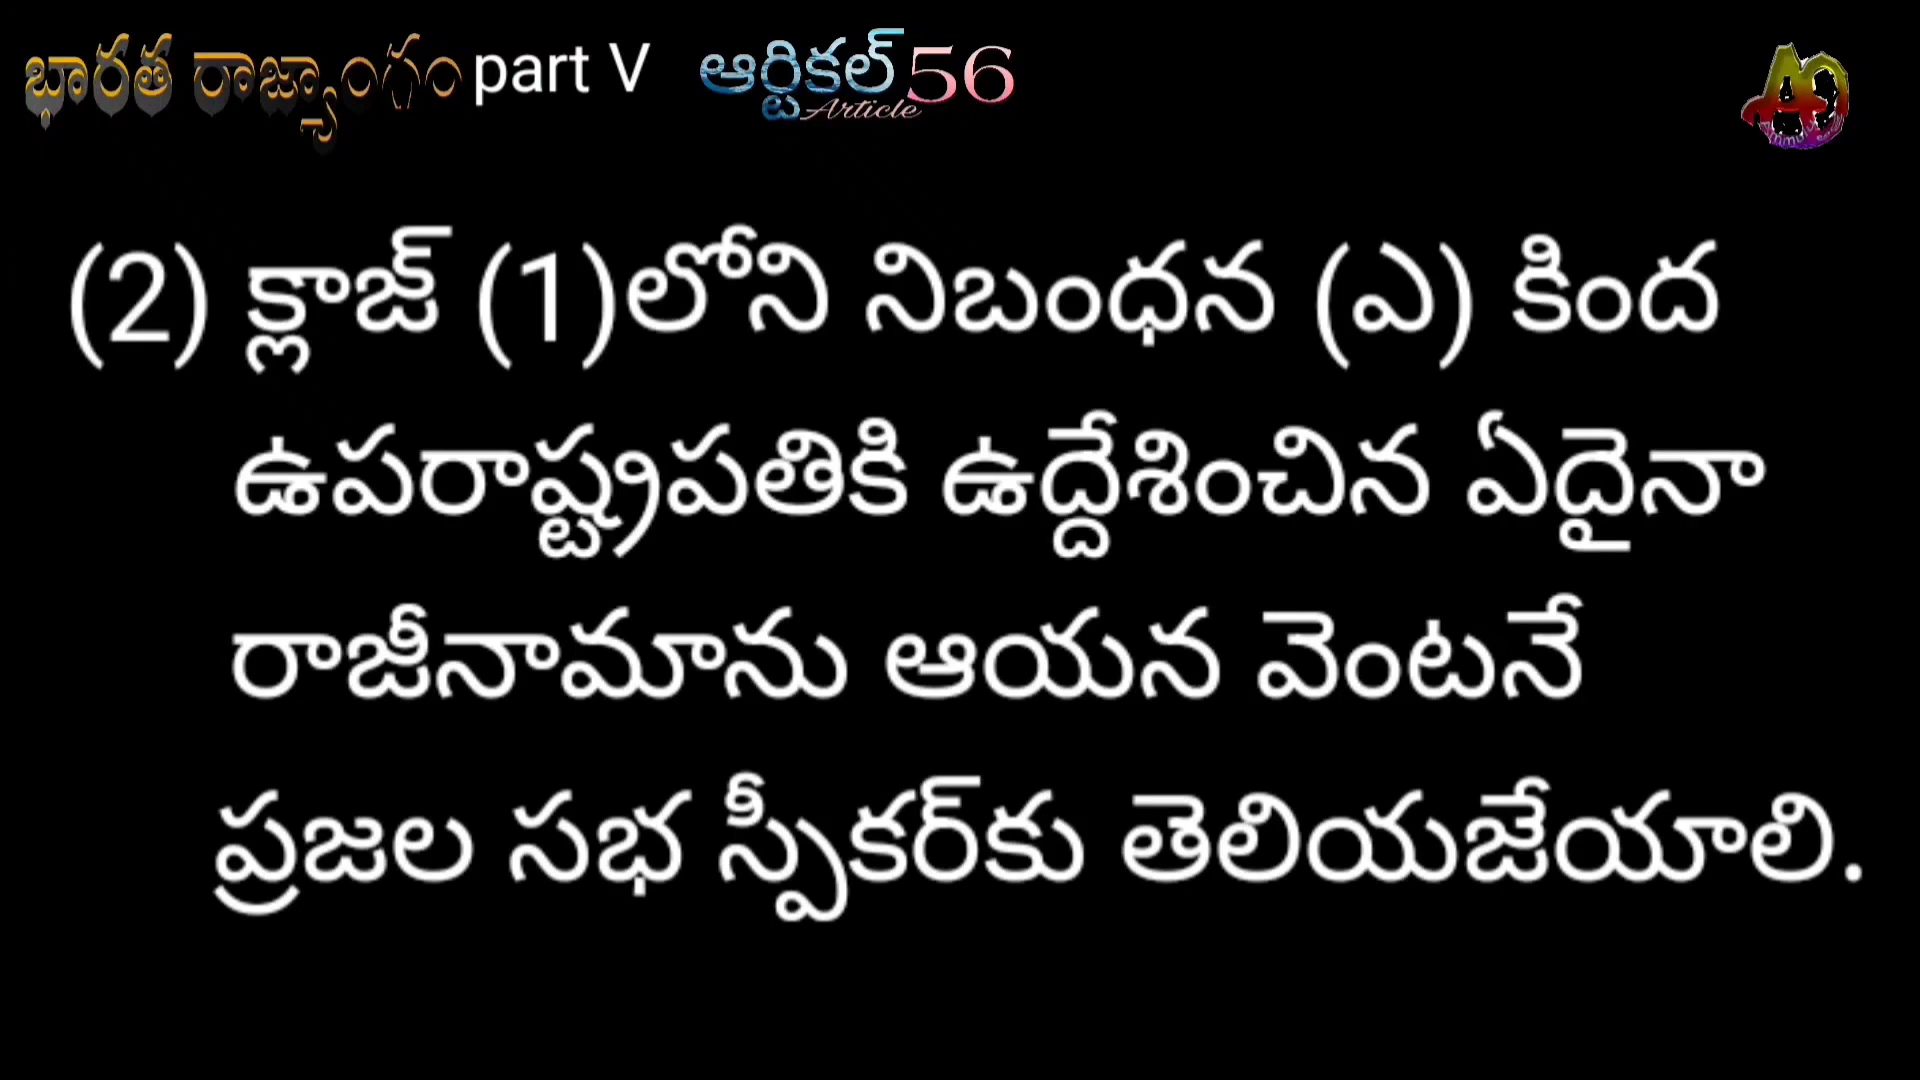 భారత రాజ్యాంగం part V ఆర్టికల్ 56
Article
(2) క్లాజ్ (1)లోని నిబంధన (ఎ) కింద
ఉపరాష్ట్రపతికి ఉద్దేశించిన ఏదైనా
రాజీనామాను ఆయన వెంటనే
ప్రజల సభ స్పీకర్‌కు తెలియజేయాలి.